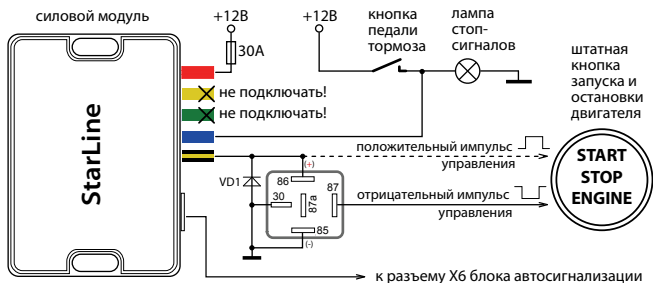 силовой модуль
+12В
30А
+12В
кнопка
педали
тормоза
лампа
стоп-
сигналов
штатная
кнопка
запуска и
остановки
двигателя
не подключать!
не подключать!
StarLine
положительный импульс
управления
(+)
VD1
86
87
30
87a
85
(-)
отрицательный импульс
управления
START
STOP
ENGINE
к разъему X6 блока автосигнализации